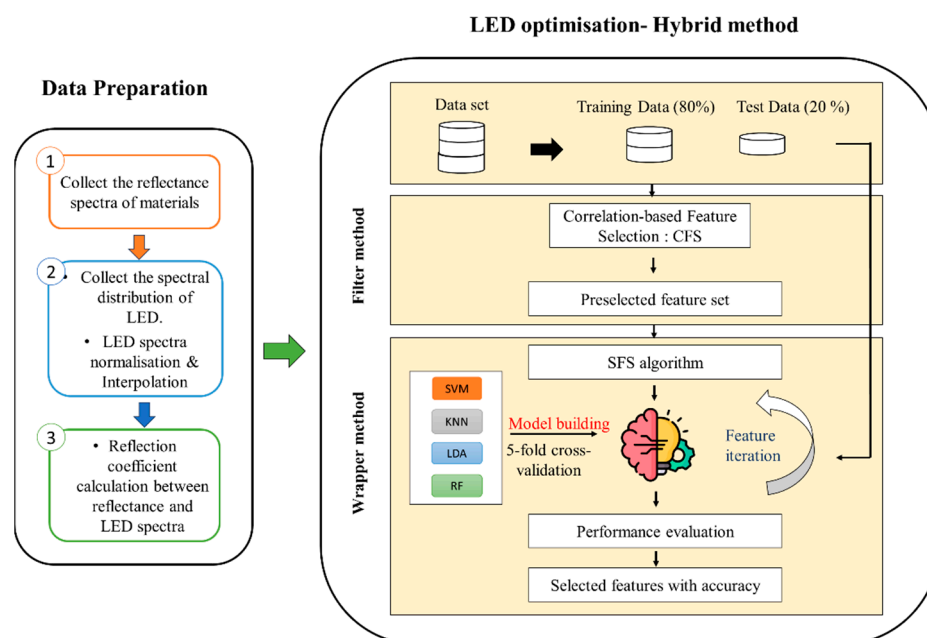 LED optimisation- Hybrid method
Data Preparation
1
Collect the reflectance
spectra of materials
2
• Collect the spectral
distribution of
LED.
• LED spectra
normalisation &
Interpolation
3
• Reflection
coefficient
calculation between
reflectance and
LED spectra
Data set
Training Data (80%)
Test Data (20 %)
Filter method
Correlation-based Feature
Selection : CFS
Preselected feature set
Wrapper method
SFS algorithm
SVM
KNN
LDA
RF
Model building
5-fold cross-
validation
Feature
iteration
Performance evaluation
Selected features with accuracy